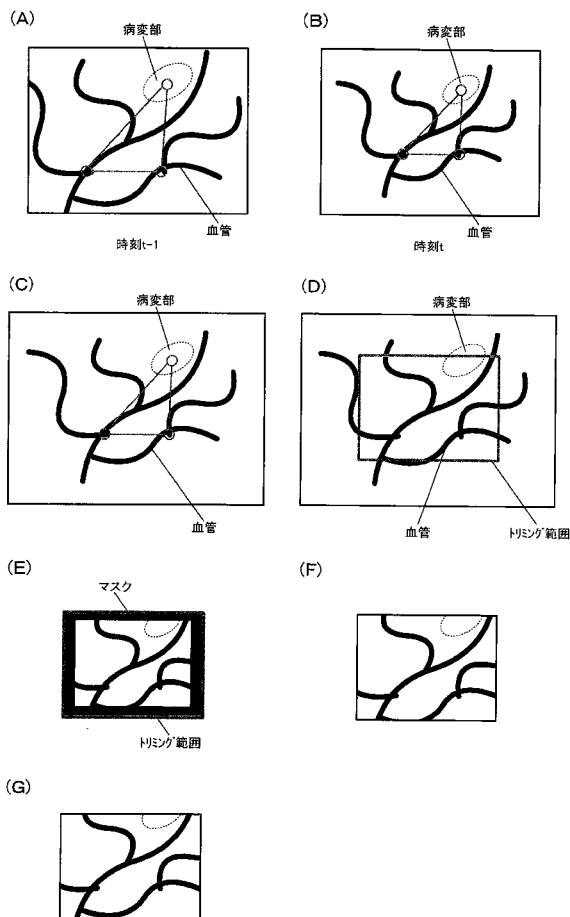 (A)
病変部
血管
時刻t-1
(B)
病変部
血管
時刻t
(C)
病変部
血管
(D)
病変部
血管
トリミング範囲
(E)
マスク
トリミング範囲
(F)
(G)